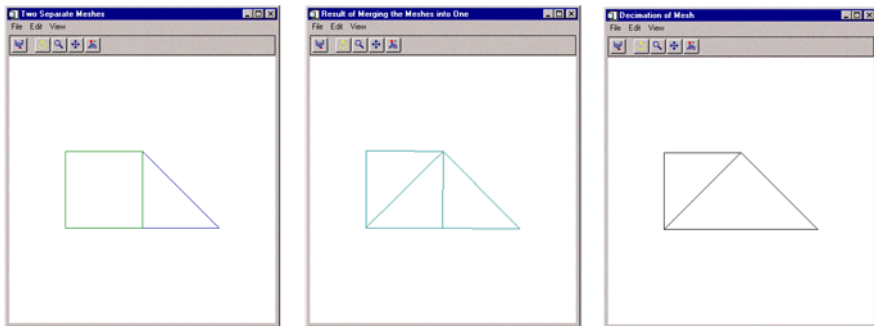 Two Separate Meshes
File Edit View
Result of Merging the Meshes into One
File Edit View
Decimation of Mesh
File Edit View